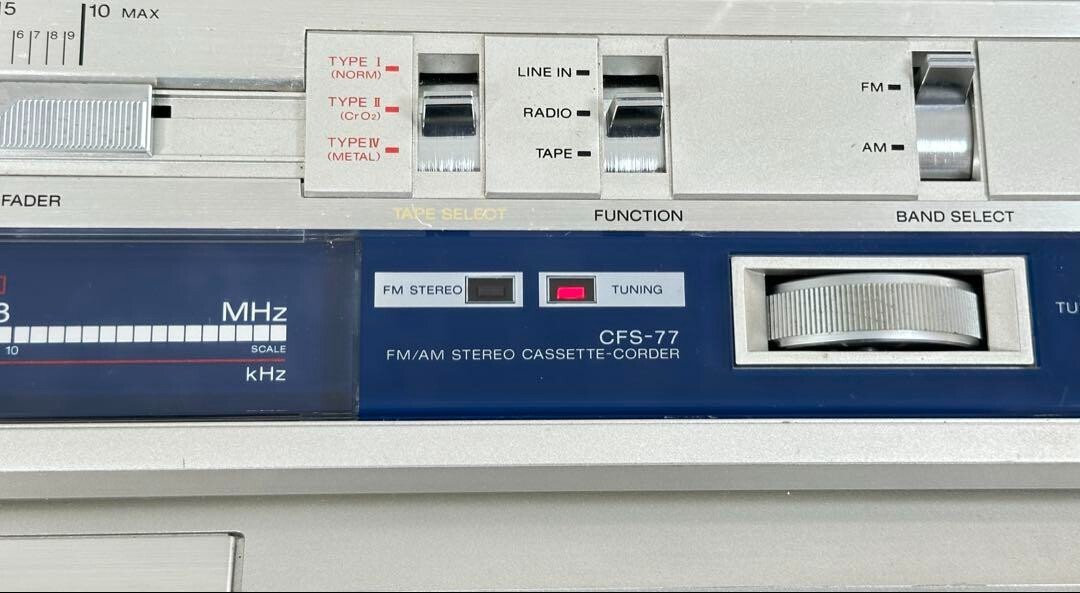 5
10 MAX
6 7 8 9
TYPE I
(NORM)
TYPE II
(CrO2)
TYPE IV
(METAL)
LINE IN
RADIO
TAPE
FM
AM
FADER
TAPE SELECT
FUNCTION
BAND SELECT
FM STEREO
TUNING
MHz
10
SCALE
kHz
CFS-77
FM/AM STEREO CASSETTE-CORDER
TU